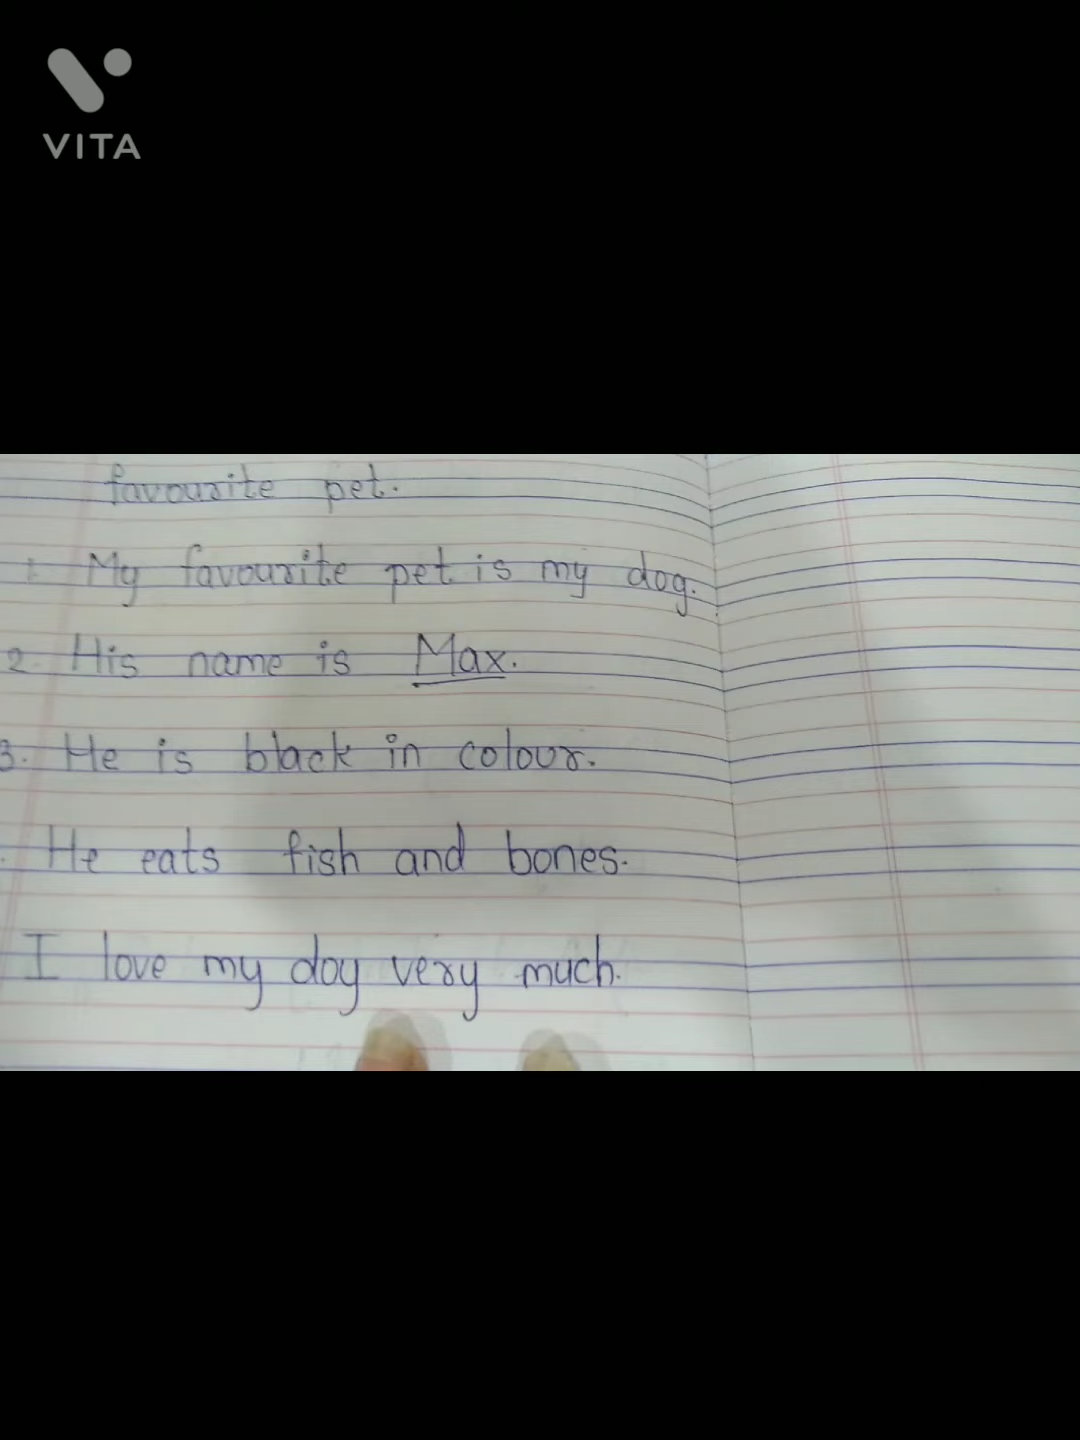 VITA
favourite pet.
1. My favourite pet is my dog.
2. His name is Max.
3. He is black in colour.
. He eats fish and bones.
I love my doy very much.